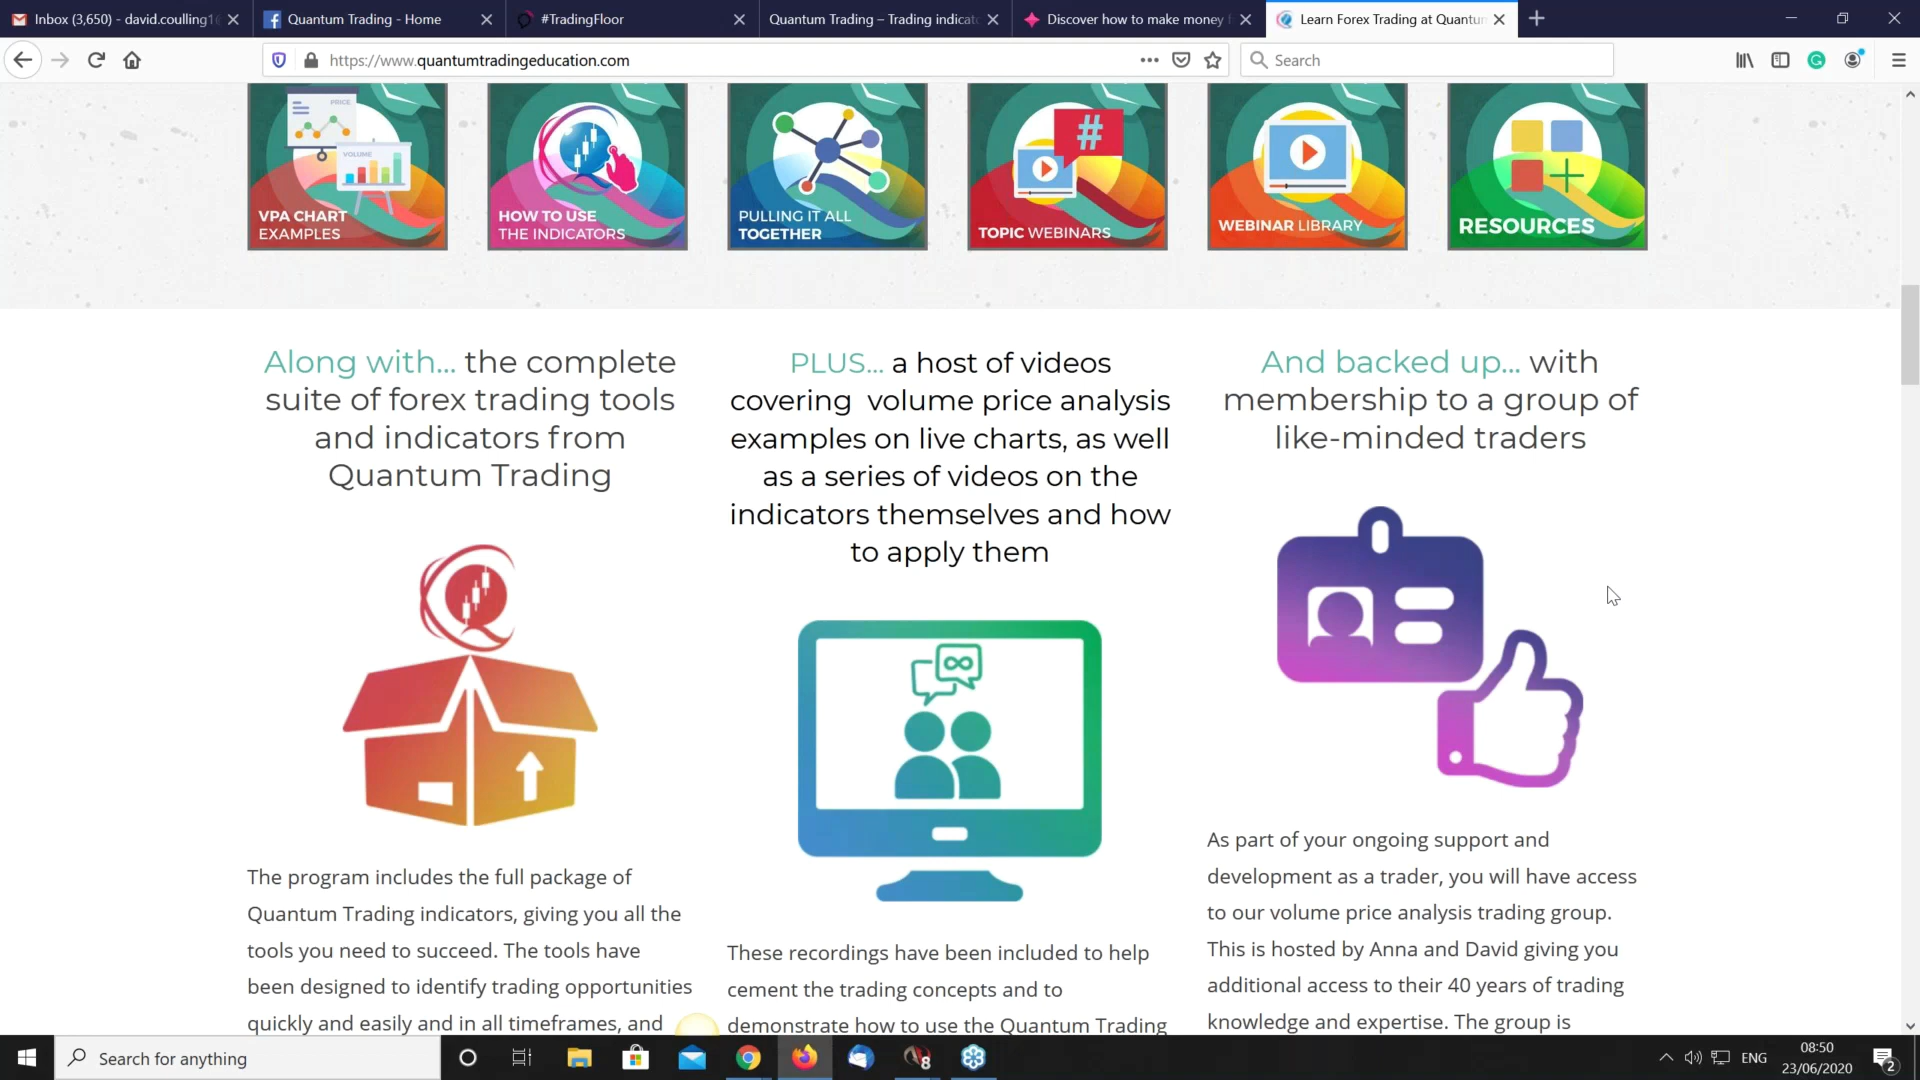 Inbox (3,650) - david.coulling1
Quantum Trading - Home
#TradingFloor
Quantum Trading – Trading indicat
Discover how to make money
Learn Forex Trading at Quantu
https://www.quantumtradingeducation.com
Search
PRICE
VOLUME
VPA CHART
EXAMPLES
HOW TO USE
THE INDICATORS
PULLING IT ALL
TOGETHER
#
TOPIC WEBINARS
WEBINAR LIBRARY
RESOURCES
Along with... the complete
suite of forex trading tools
and indicators from
Quantum Trading
PLUS... a host of videos
covering volume price analysis
examples on live charts, as well
as a series of videos on the
indicators themselves and how
to apply them
And backed up... with
membership to a group of
like-minded traders
The program includes the full package of
Quantum Trading indicators, giving you all the
tools you need to succeed. The tools have
been designed to identify trading opportunities
quickly and easily and in all timeframes, and
These recordings have been included to help
cement the trading concepts and to
demonstrate how to use the Quantum Trading
As part of your ongoing support and
development as a trader, you will have access
to our volume price analysis trading group.
This is hosted by Anna and David giving you
additional access to their 40 years of trading
knowledge and expertise. The group is
Search for anything
8
ENG
08:50
23/06/2020
2